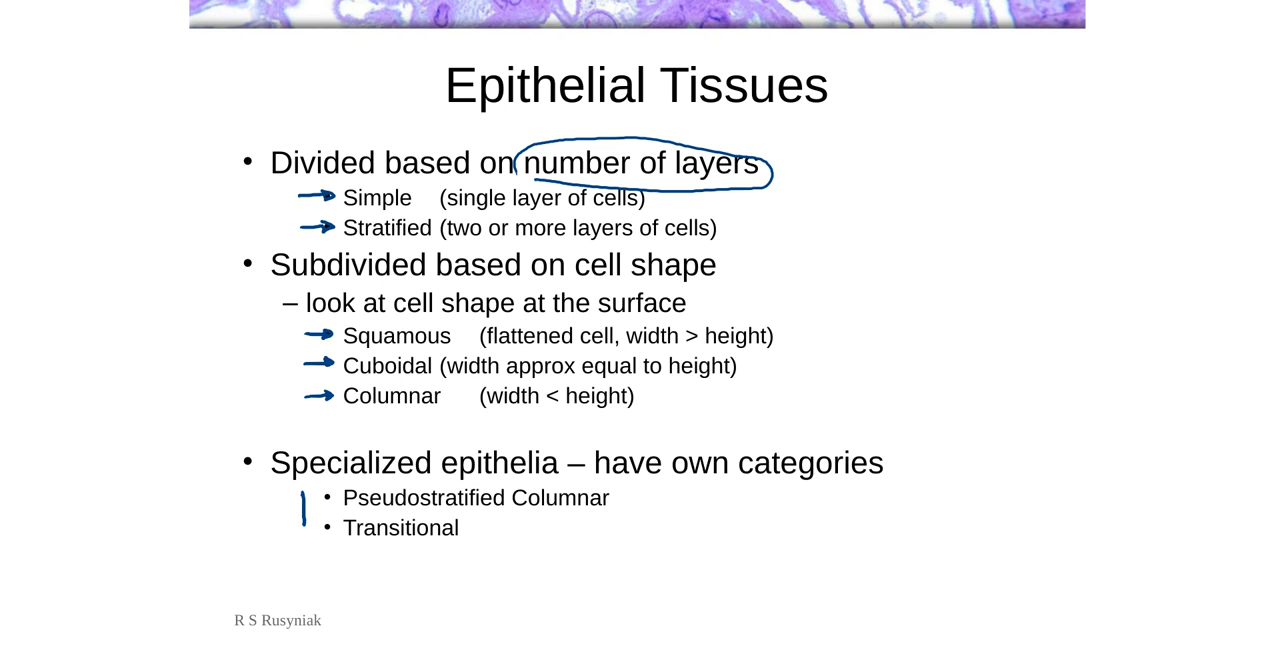 Epithelial Tissues
• Divided based on number of layers
Simple (single layer of cells)
Stratified (two or more layers of cells)
• Subdivided based on cell shape
– look at cell shape at the surface
Squamous (flattened cell, width > height)
Cuboidal (width approx equal to height)
Columnar (width < height)
• Specialized epithelia – have own categories
• Pseudostratified Columnar
• Transitional
R S Rusyniak